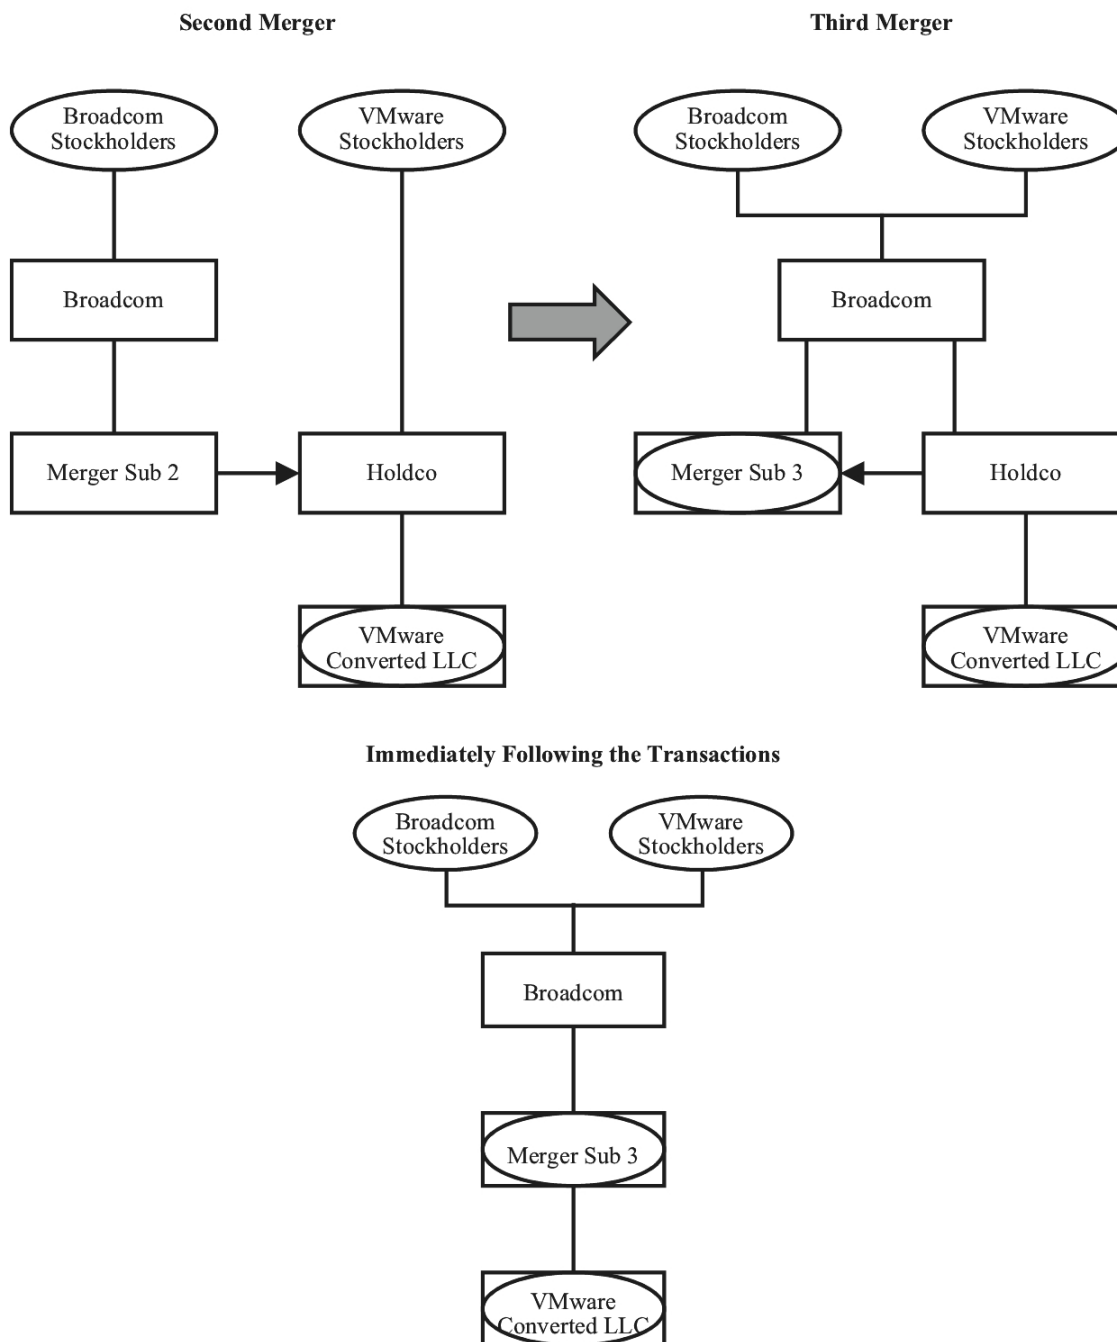 Second Merger
Broadcom
Stockholders
VMware
Stockholders
Broadcom
Merger Sub 2
Holdco
VMware
Converted LLC
Third Merger
Broadcom
Stockholders
VMware
Stockholders
Broadcom
Merger Sub 3
Holdco
VMware
Converted LLC
Immediately Following the Transactions
Broadcom
Stockholders
VMware
Stockholders
Broadcom
Merger Sub 3
VMware
Converted LLC